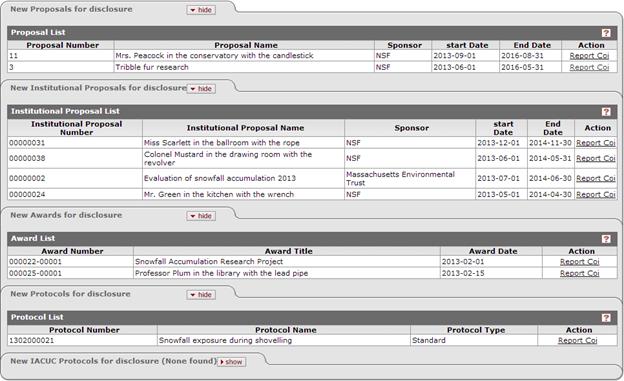 New Proposals for disclosure hide
Proposal List ?
Proposal Number Proposal Name Sponsor start Date End Date Action
11 Mrs. Peacock in the conservatory with the candlestick NSF 2013-09-01 2016-08-31 Report Coi
3 Tribble fur research NSF 2013-06-01 2016-05-31 Report Coi
New Institutional Proposals for disclosure hide
Institutional Proposal List ?
Institutional Proposal Number Institutional Proposal Name Sponsor start Date End Date Action
00000031 Miss Scarlett in the ballroom with the rope NSF 2013-12-01 2014-11-30 Report Coi
00000038 Colonel Mustard in the drawing room with the revolver NSF 2013-06-01 2014-05-31 Report Coi
00000002 Evaluation of snowfall accumulation 2013 Massachusetts Environmental Trust 2013-07-01 2014-06-30 Report Coi
00000024 Mr. Green in the kitchen with the wrench NSF 2013-05-01 2014-04-30 Report Coi
New Awards for disclosure hide
Award List ?
Award Number Award Title Award Date Action
000022-00001 Snowfall Accumulation Research Project 2013-02-01 Report Coi
000025-00001 Professor Plum in the library with the lead pipe 2013-02-15 Report Coi
New Protocols for disclosure hide
Protocol List ?
Protocol Number Protocol Name Protocol Type Action
1302000021 Snowfall exposure during shovelling Standard Report Coi
New IACUC Protocols for disclosure (None found) show